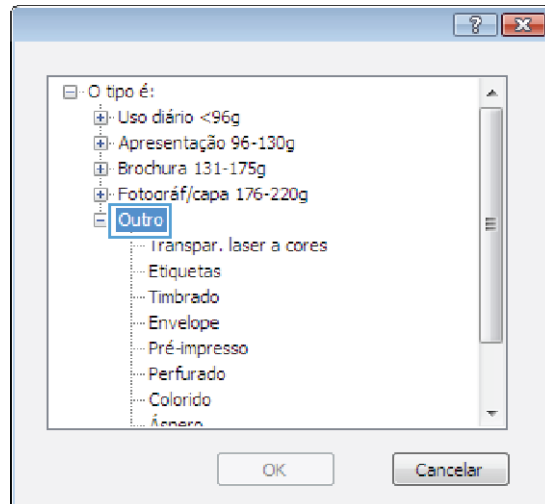 O tipo é:
Uso diário <96g
Apresentação 96-130g
Brochura 131-175g
Fotográf/capa 176-220g
Outro
Transpar. laser a cores
Etiquetas
Timbrado
Envelope
Pré-impresso
Perfurado
Colorido
Áspero
OK
Cancelar